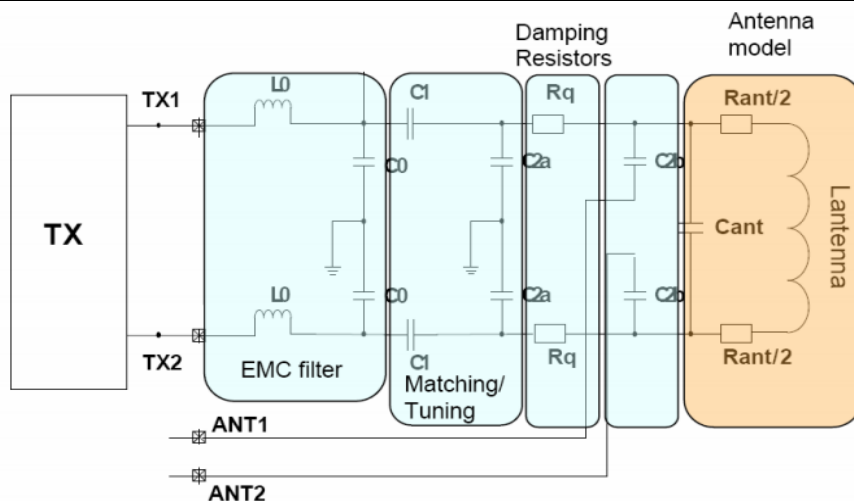 Damping
Resistors
Antenna
model
TX1
L0
C1
Rq
Rant/2
C0
C2a
C2b
TX
Cant
Lantenna
C0
C2a
C2b
L0
TX2
C1
Rq
Rant/2
EMC filter
Matching/
Tuning
ANT1
ANT2